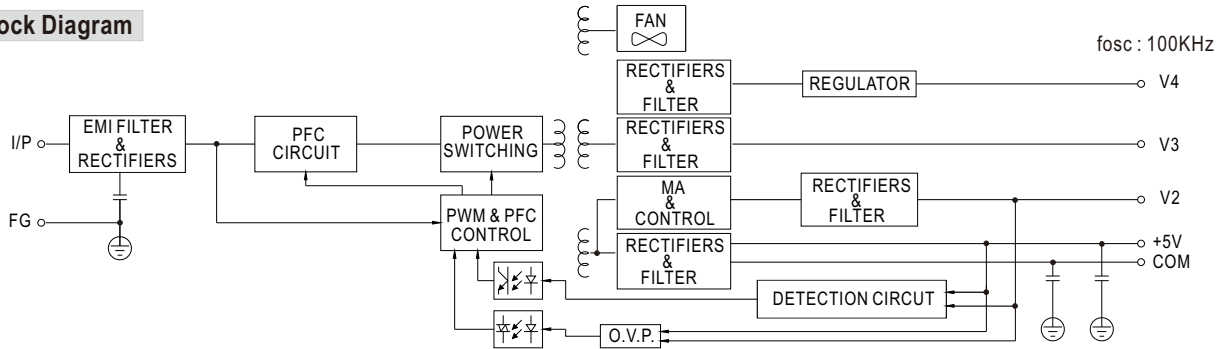 ock Diagram
fosc : 100KHz
FAN
RECTIFIERS
&
FILTER
REGULATOR
V4
I/P
EMI FILTER
&
RECTIFIERS
PFC
CIRCUIT
POWER
SWITCHING
RECTIFIERS
&
FILTER
V3
FG
PWM & PFC
CONTROL
MA
&
CONTROL
RECTIFIERS
&
FILTER
V2
RECTIFIERS
&
FILTER
+5V
COM
DETECTION CIRCUT
O.V.P.